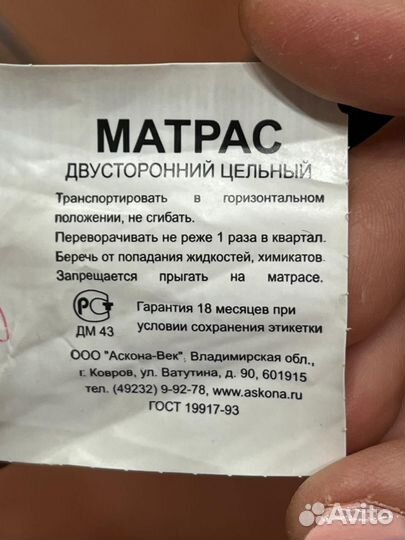 МАТРАС
ДВУСТОРОННИЙ ЦЕЛЬНЫЙ
Транспортировать в горизонтальном
положении, не сгибать.
Переворачивать не реже 1 раза в квартал.
Беречь от попадания жидкостей, химикатов.
Запрещается прыгать на матрасе.
РСТ
ДМ 43
Гарантия 18 месяцев при
условии сохранения этикетки
ООО "Аскона-Век", Владимирская обл.,
г. Ковров, ул. Ватутина, д. 90, 601915
тел. (49232) 9-92-78, www.askona.ru
ГОСТ 19917-93
Avito